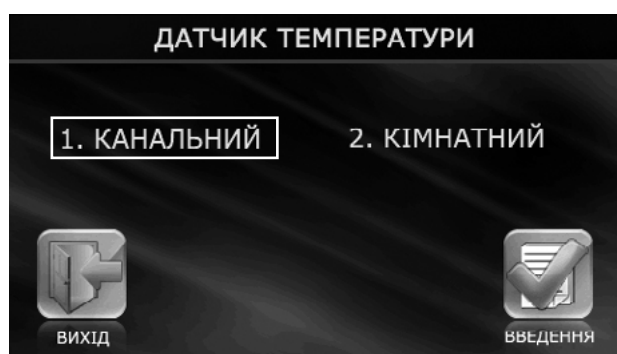 ДАТЧИК ТЕМПЕРАТУРИ
1. КАНАЛЬНИЙ 2. КІМНАТНИЙ
ВИХІД ВВЕДЕННЯ